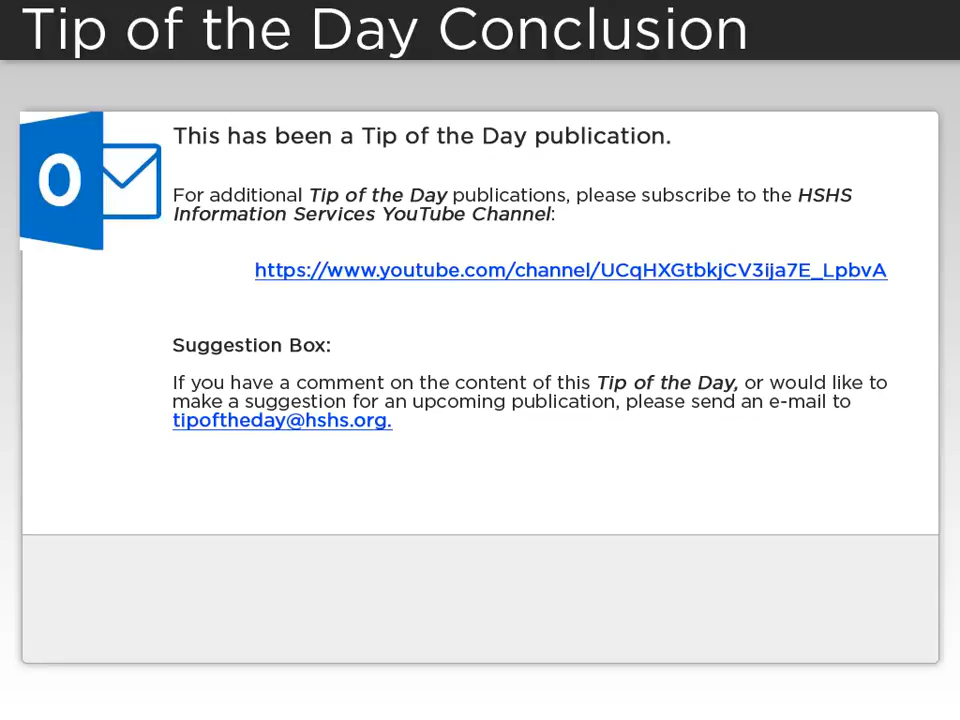 Tip of the Day Conclusion
This has been a Tip of the Day publication.
For additional Tip of the Day publications, please subscribe to the HSHS
Information Services YouTube Channel:
https://www.youtube.com/channel/UCqHXGtbkjCV3ija7E_LpbvA
Suggestion Box:
If you have a comment on the content of this Tip of the Day, or would like to
make a suggestion for an upcoming publication, please send an e-mail to
tipoftheday@hshs.org.